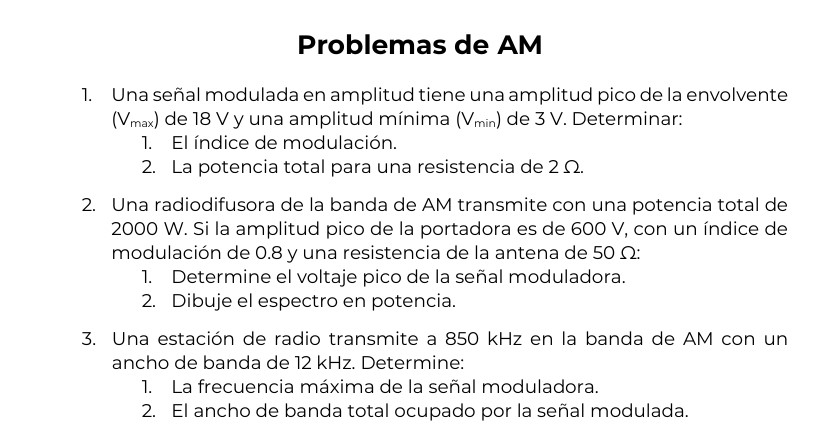 Problemas de AM
1. Una señal modulada en amplitud tiene una amplitud pico de la envolvente
(Vmax) de 18 V y una amplitud mínima (Vmin) de 3 V. Determinar:
1. El índice de modulación.
2. La potencia total para una resistencia de 2 Ω.
2. Una radiodifusora de la banda de AM transmite con una potencia total de
2000 W. Si la amplitud pico de la portadora es de 600 V, con un índice de
modulación de 0.8 y una resistencia de la antena de 50 Ω:
1. Determine el voltaje pico de la señal moduladora.
2. Dibuje el espectro en potencia.
3. Una estación de radio transmite a 850 kHz en la banda de AM con un
ancho de banda de 12 kHz. Determine:
1. La frecuencia máxima de la señal moduladora.
2. El ancho de banda total ocupado por la señal modulada.